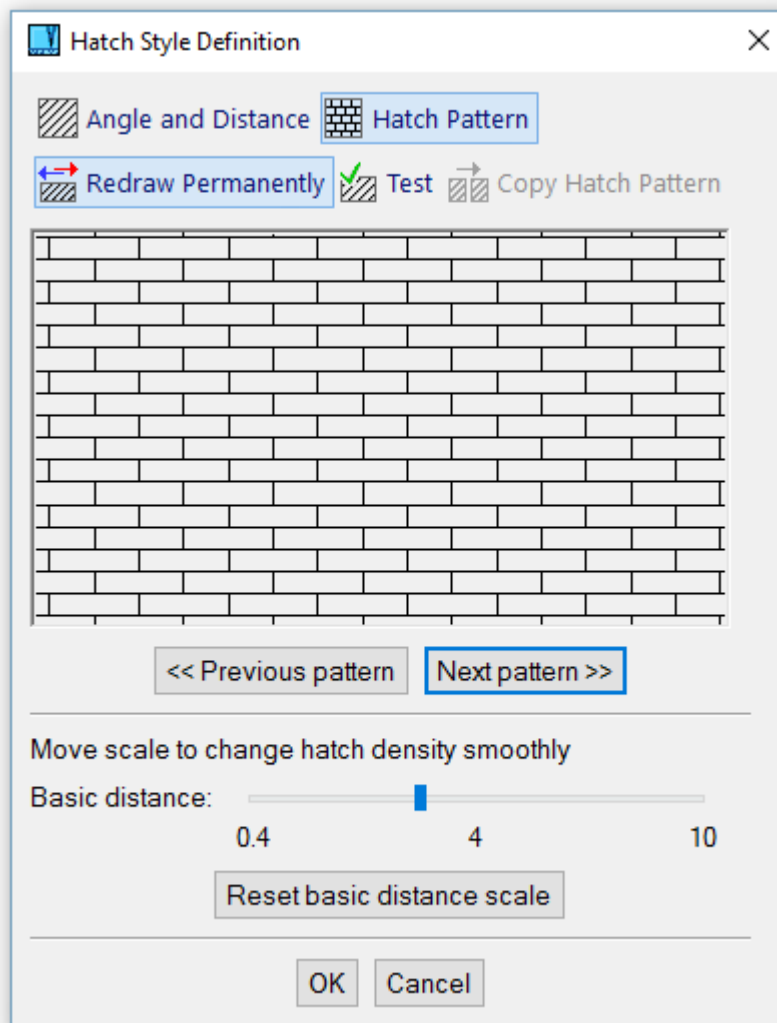 Hatch Style Definition
Angle and Distance Hatch Pattern
Redraw Permanently Test Copy Hatch Pattern
<< Previous pattern Next pattern >>
Move scale to change hatch density smoothly
Basic distance:
0.4 4 10
Reset basic distance scale
OK Cancel